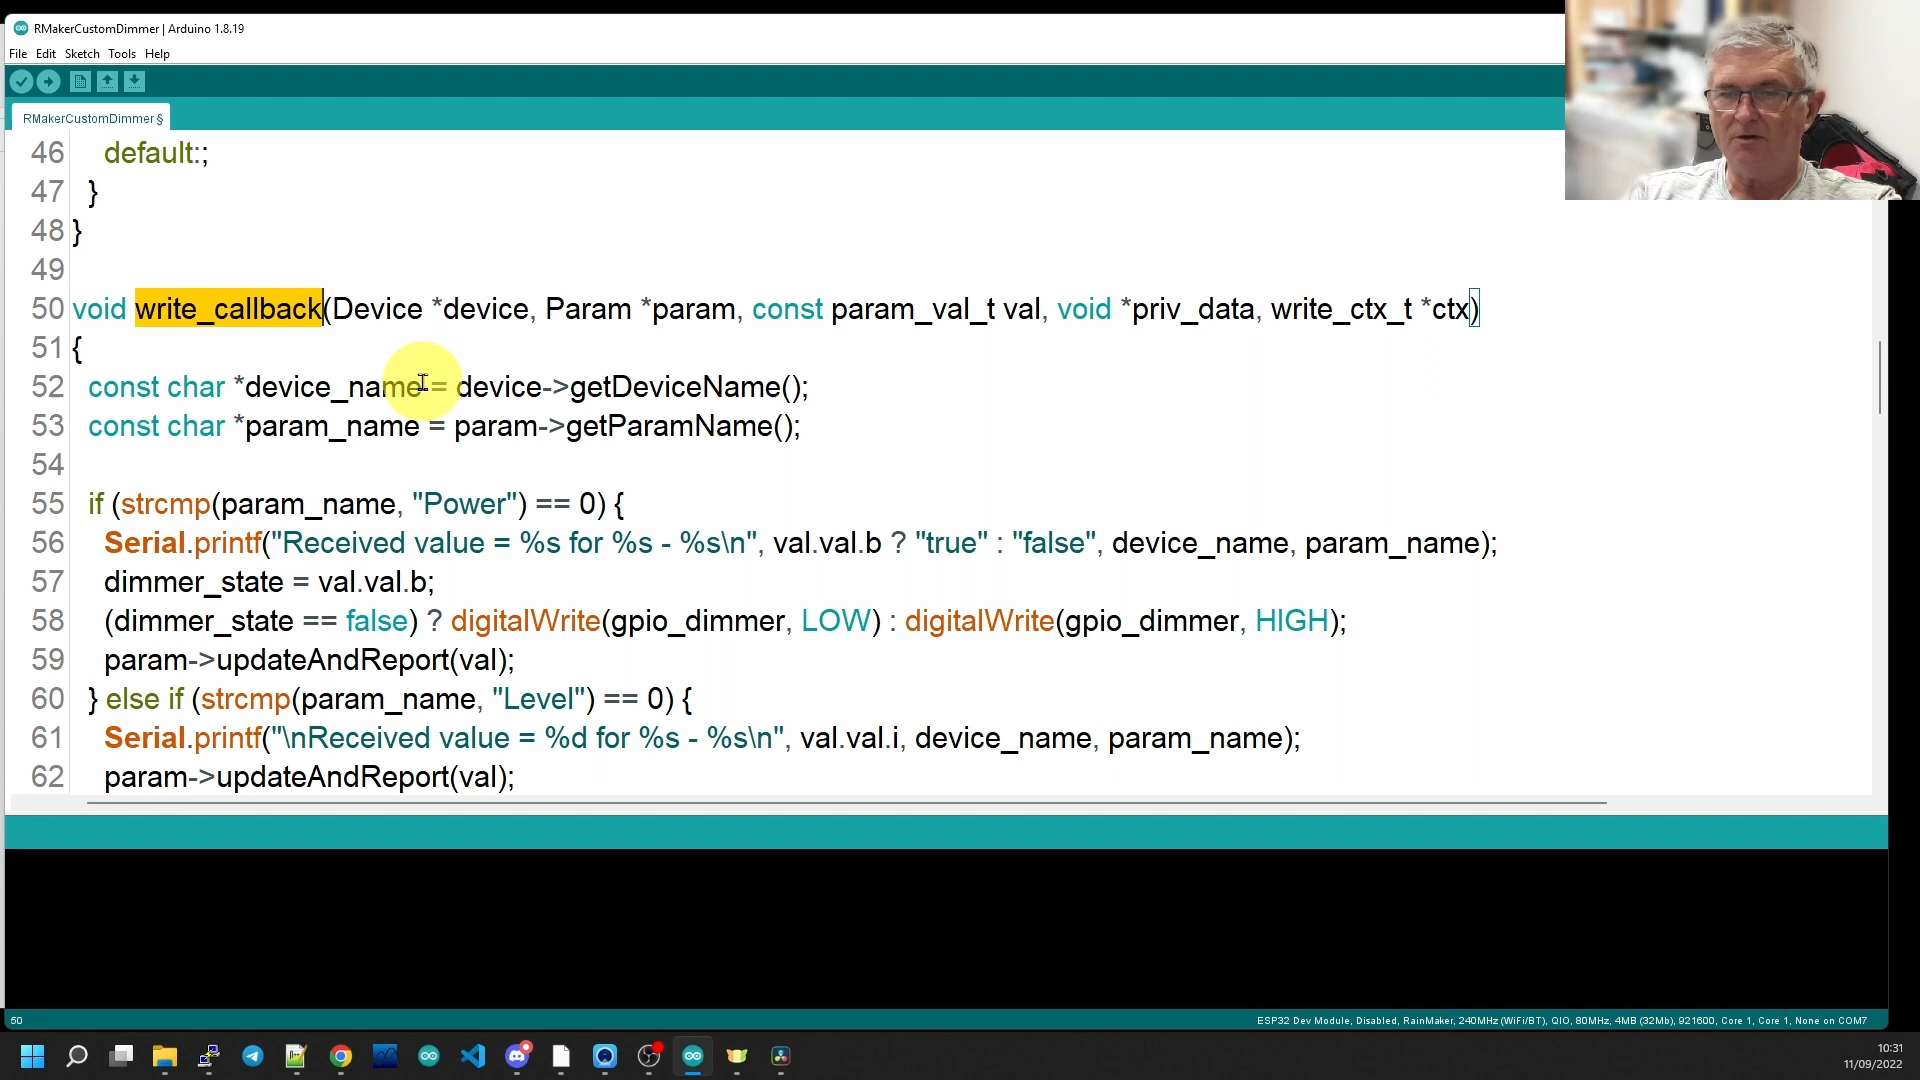 RMakerCustomDimmer | Arduino 1.8.19
File Edit Sketch Tools Help
RMakerCustomDimmer §
46 default:;
47 }
48 }
49
50 void write_callback(Device *device, Param *param, const param_val_t val, void *priv_data, write_ctx_t *ctx)
51 {
52 const char *device_name = device->getDeviceName();
53 const char *param_name = param->getParamName();
54
55 if (strcmp(param_name, "Power") == 0) {
56 Serial.printf("Received value = %s for %s - %s\n", val.val.b ? "true" : "false", device_name, param_name);
57 dimmer_state = val.val.b;
58 (dimmer_state == false) ? digitalWrite(gpio_dimmer, LOW) : digitalWrite(gpio_dimmer, HIGH);
59 param->updateAndReport(val);
60 } else if (strcmp(param_name, "Level") == 0) {
61 Serial.printf("\nReceived value = %d for %s - %s\n", val.val.i, device_name, param_name);
62 param->updateAndReport(val);
50 ESP32 Dev Module, Disabled, RainMaker, 240MHz (WiFi/BT), QIO, 80MHz, 4MB (32Mb), 921600, Core 1, Core 1, None on COM7
10:31
11/09/2022